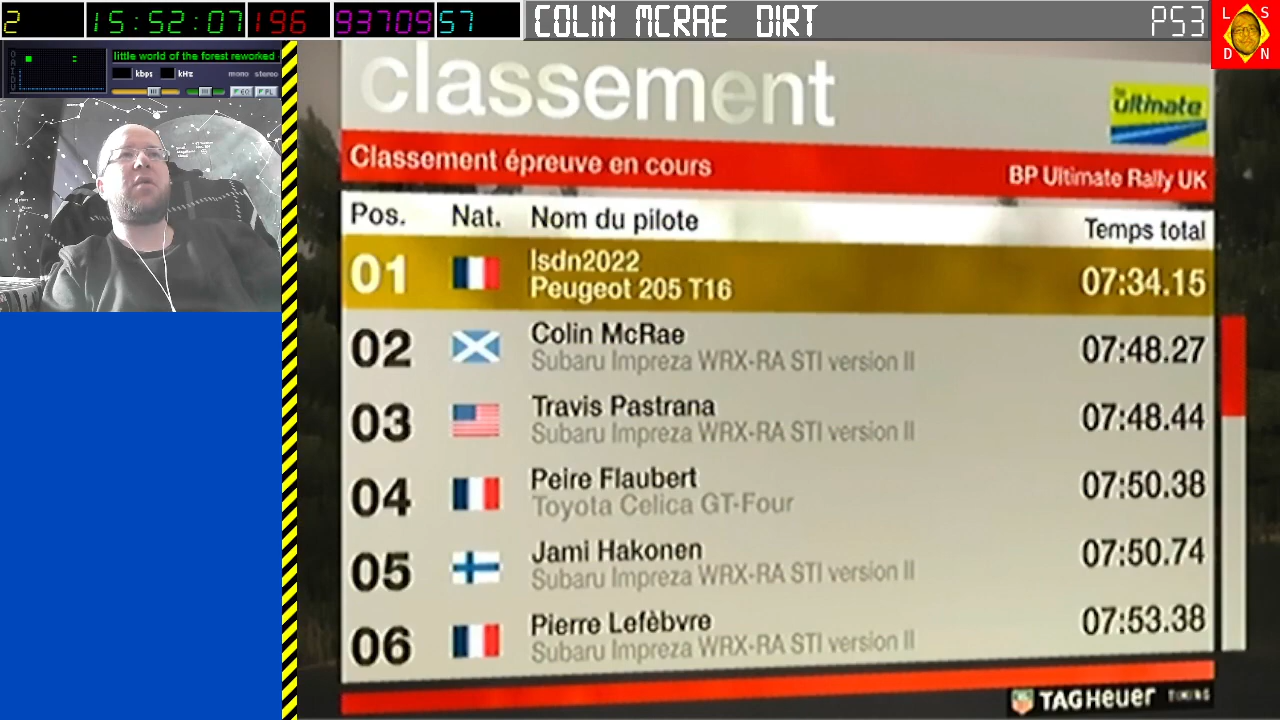 2
15:52:07
196
93709
57
COLIN MCRAE DIRT
PS3
L S
D N
little world of the forest reworked
kbps kHz mono stereo
EQ PL
classement
ultimate
Classement épreuve en cours
BP Ultimate Rally UK
Pos. Nat. Nom du pilote Temps total
01 lsdn2022 07:34.15
Peugeot 205 T16
02 Colin McRae 07:48.27
Subaru Impreza WRX-RA STI version II
03 Travis Pastrana 07:48.44
Subaru Impreza WRX-RA STI version II
04 Peire Flaubert 07:50.38
Toyota Celica GT-Four
05 Jami Hakonen 07:50.74
Subaru Impreza WRX-RA STI version II
06 Pierre Lefèbvre 07:53.38
Subaru Impreza WRX-RA STI version II
TAGHeuer TIMING